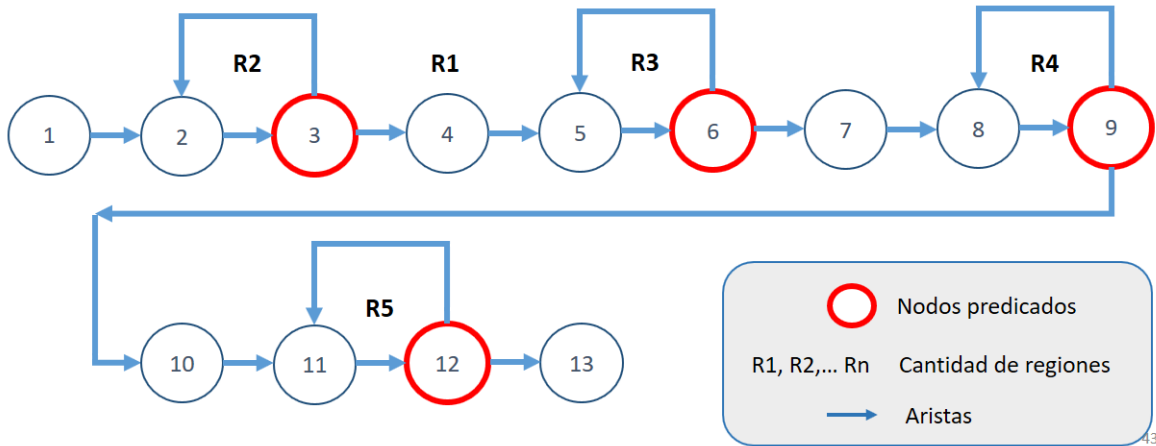 R2 R1 R3 R4
1 2 3 4 5 6 7 8 9
R5
10 11 12 13
Nodos predicados
R1, R2,... Rn Cantidad de regiones
Aristas
43